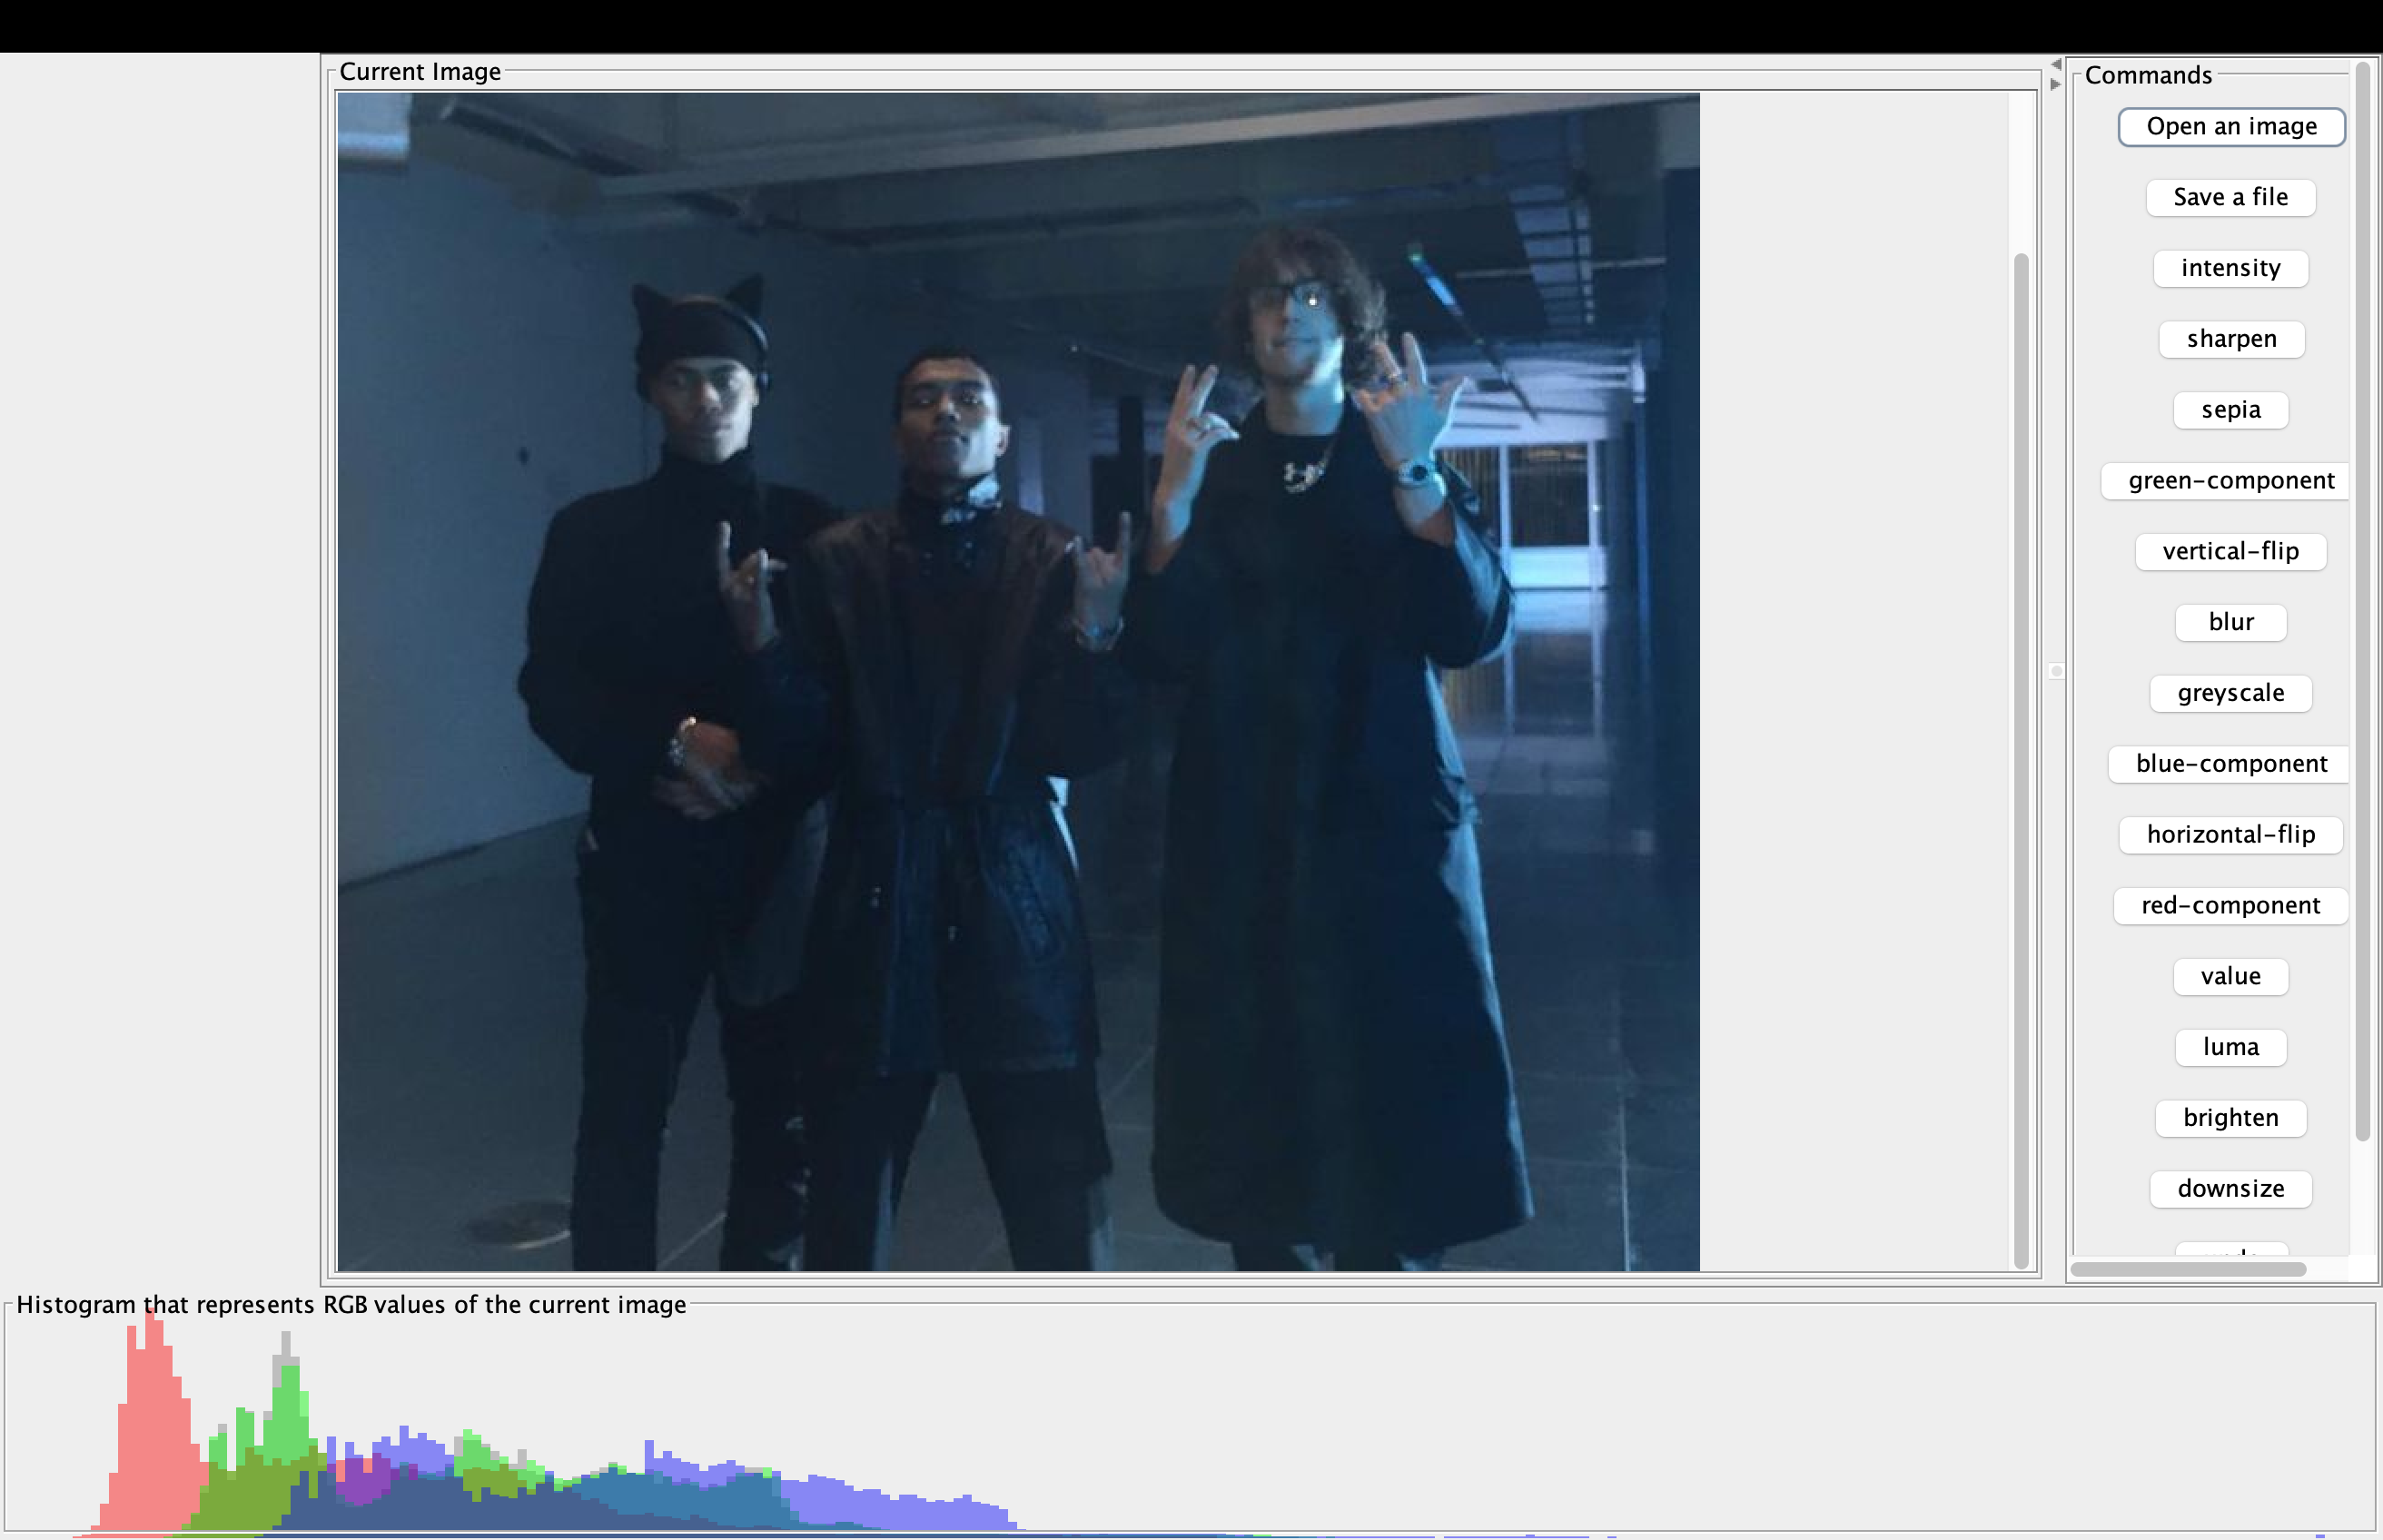 Current Image
Commands
Open an image
Save a file
intensity
sharpen
sepia
green-component
vertical-flip
blur
greyscale
blue-component
horizontal-flip
red-component
value
luma
brighten
downsize
Histogram that represents RGB values of the current image